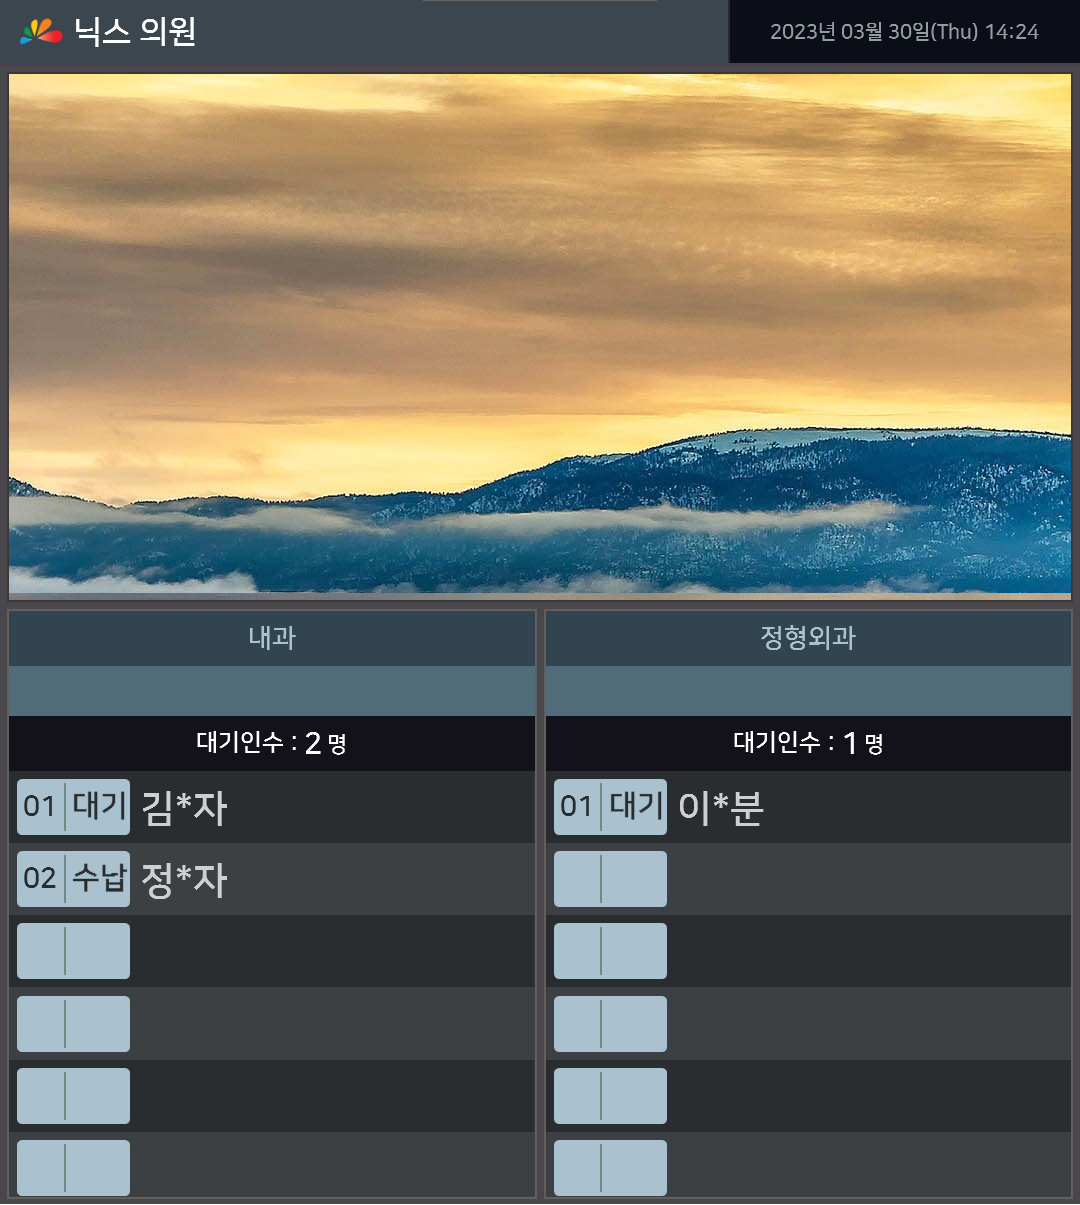 닉스 의원
2023년 03월 30일(Thu) 14:24
내과
대기인수 : 2 명
01 대기 김*자
02 수납 정*자
정형외과
대기인수 : 1 명
01 대기 이*분